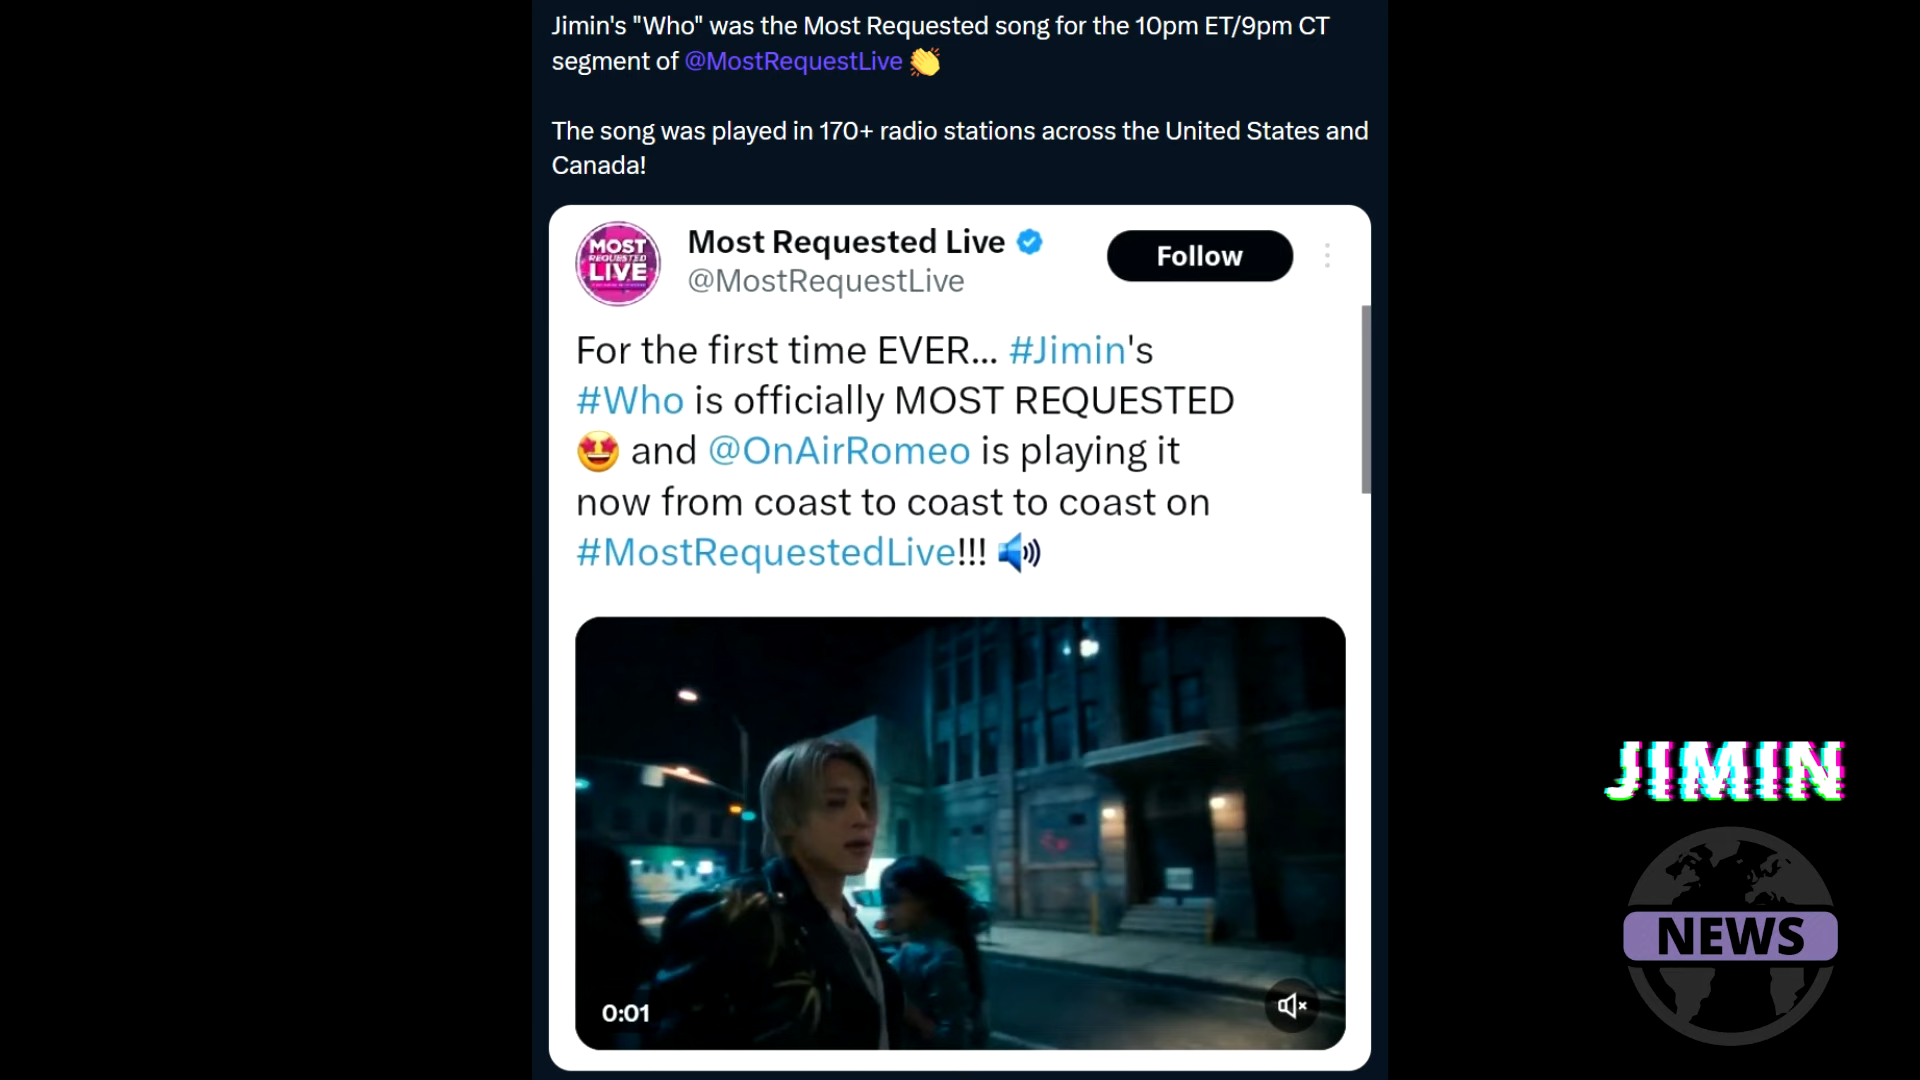 Jimin's "Who" was the Most Requested song for the 10pm ET/9pm CT
segment of @MostRequestLive 👏
The song was played in 170+ radio stations across the United States and
Canada!
MOST
REQUESTED
LIVE
Most Requested Live
@MostRequestLive
Follow
For the first time EVER... #Jimin's
#Who is officially MOST REQUESTED
🤩 and @OnAirRomeo is playing it
now from coast to coast to coast on
#MostRequestedLive!!! 🔊
0:01
JIMIN
NEWS